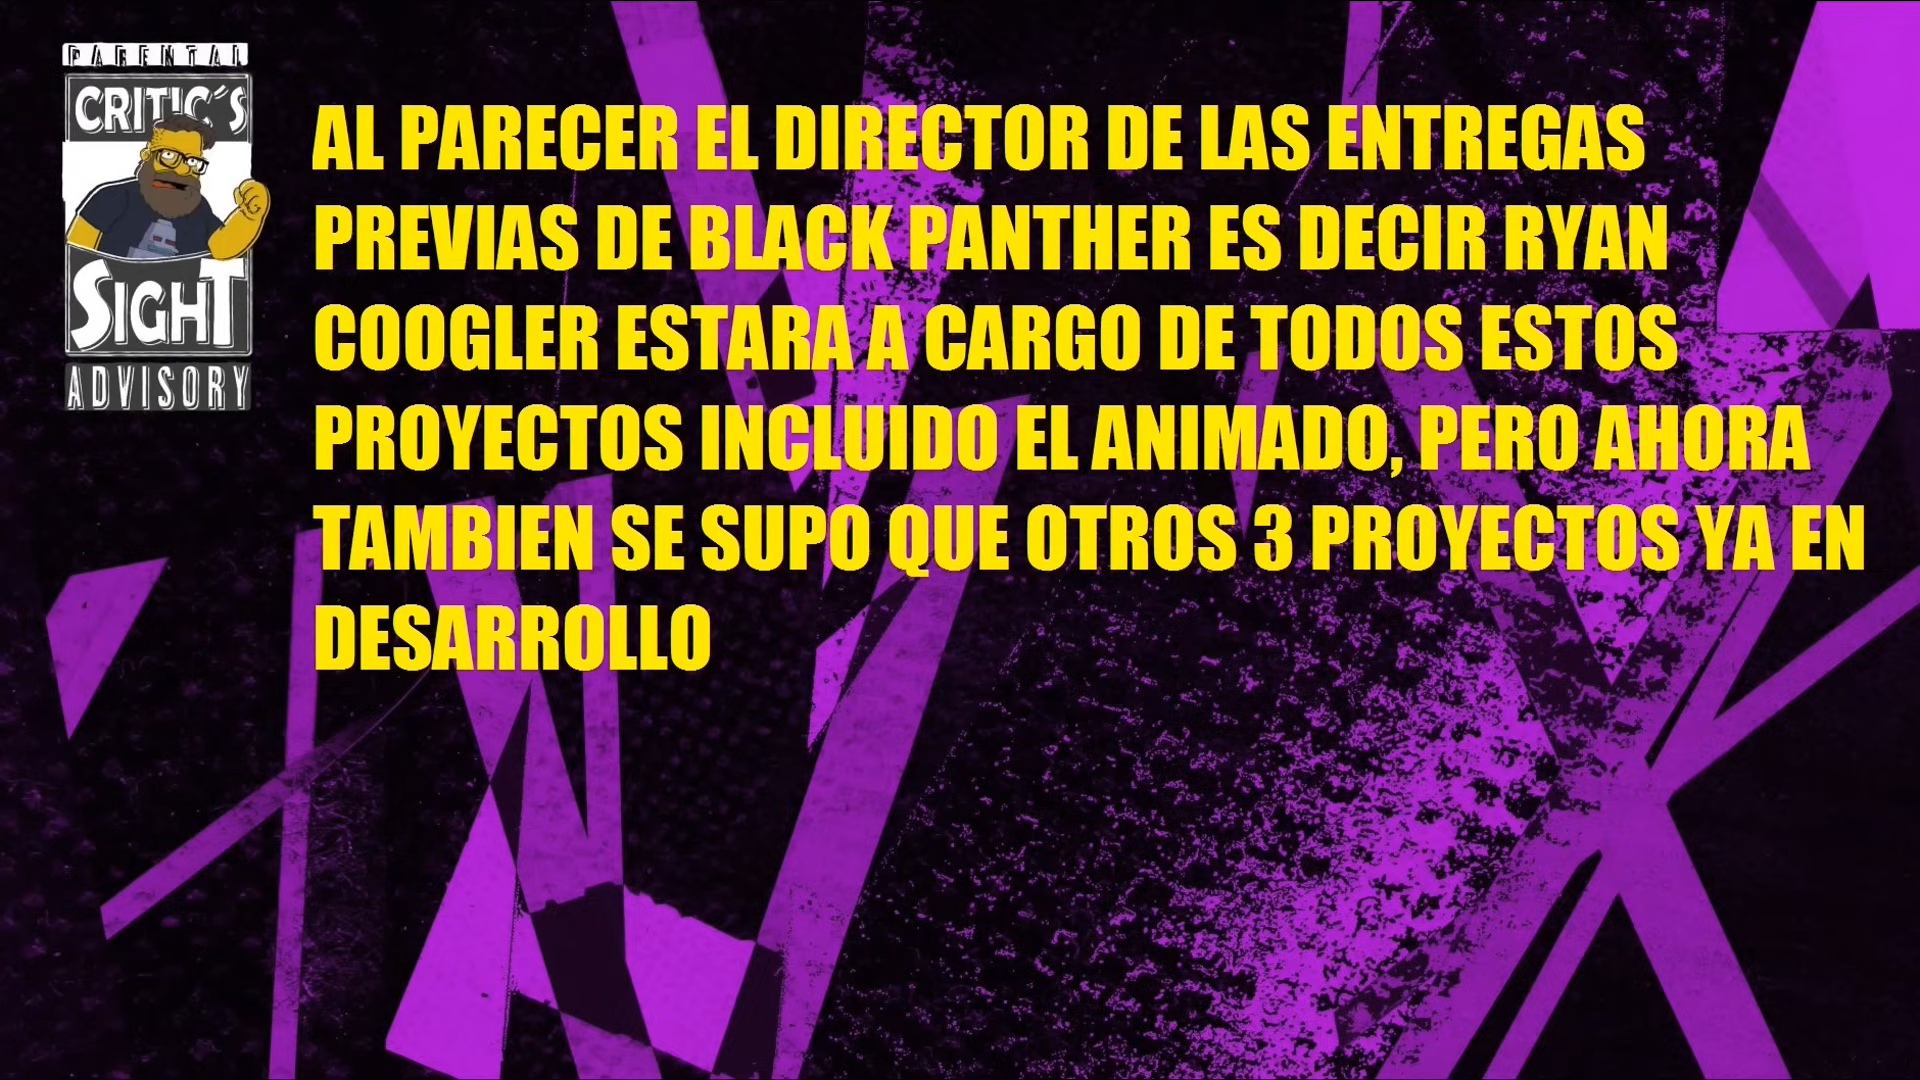 PARENTAL
CRITIC´S
SIGHT
ADVISORY
AL PARECER EL DIRECTOR DE LAS ENTREGAS
PREVIAS DE BLACK PANTHER ES DECIR RYAN
COOGLER ESTARA A CARGO DE TODOS ESTOS
PROYECTOS INCLUIDO EL ANIMADO, PERO AHORA
TAMBIEN SE SUPO QUE OTROS 3 PROYECTOS YA EN
DESARROLLO